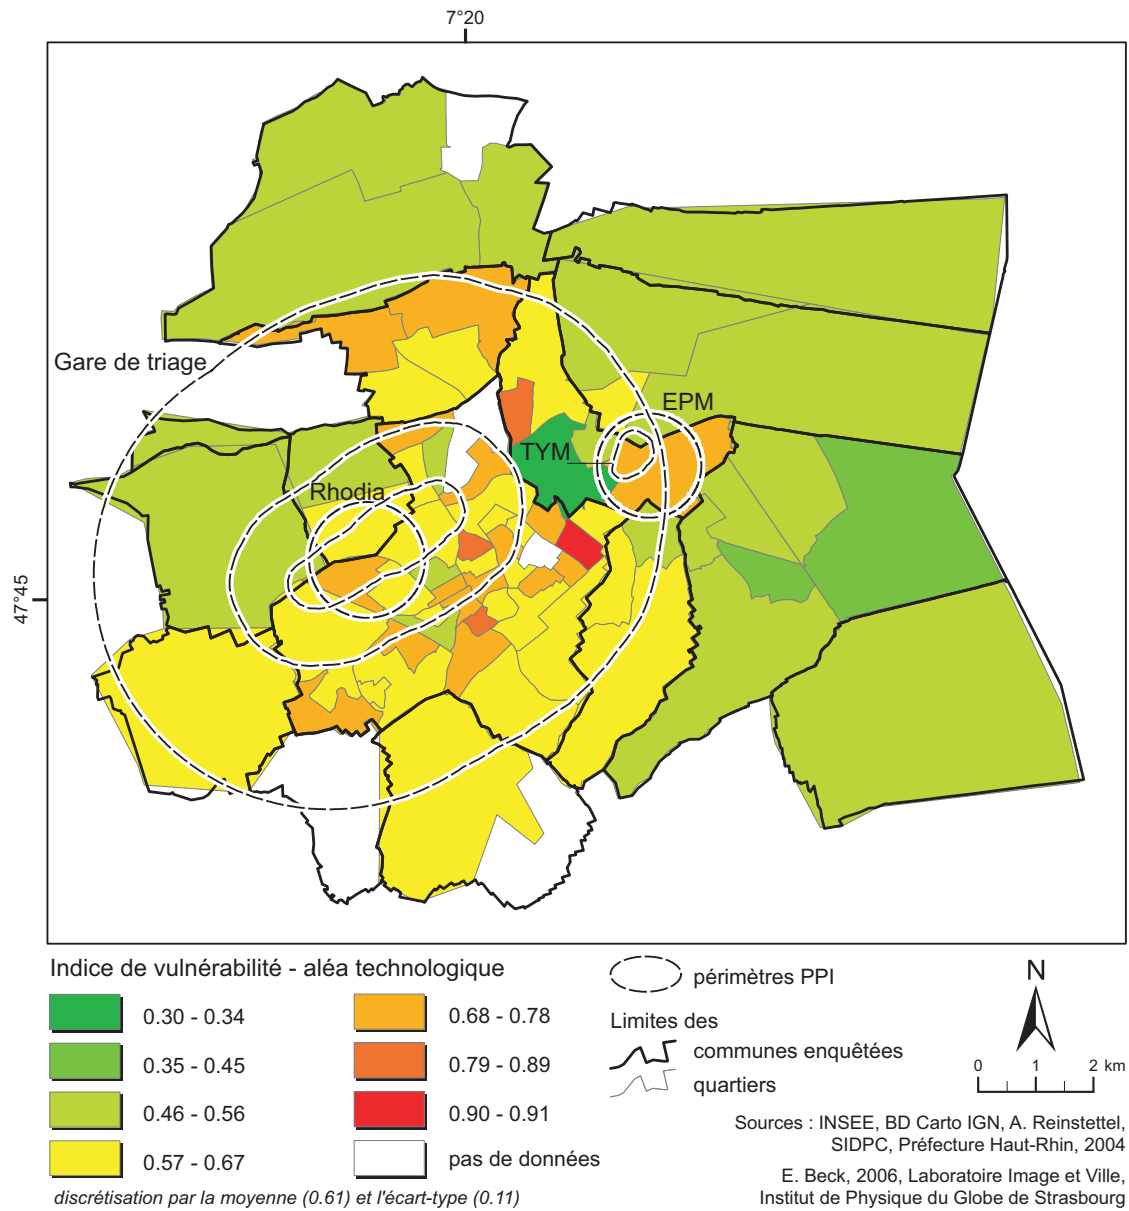 7°20
Gare de triage
EPM
TYM
Rhodia
47°45
Indice de vulnérabilité - aléa technologique
0.30 - 0.34
0.35 - 0.45
0.46 - 0.56
0.57 - 0.67
0.68 - 0.78
0.79 - 0.89
0.90 - 0.91
pas de données
discrétisation par la moyenne (0.61) et l'écart-type (0.11)
périmètres PPI
Limites des
communes enquêtées
quartiers
N
0 1 2 km
Sources : INSEE, BD Carto IGN, A. Reinstettel,
SIDPC, Préfecture Haut-Rhin, 2004
E. Beck, 2006, Laboratoire Image et Ville,
Institut de Physique du Globe de Strasbourg